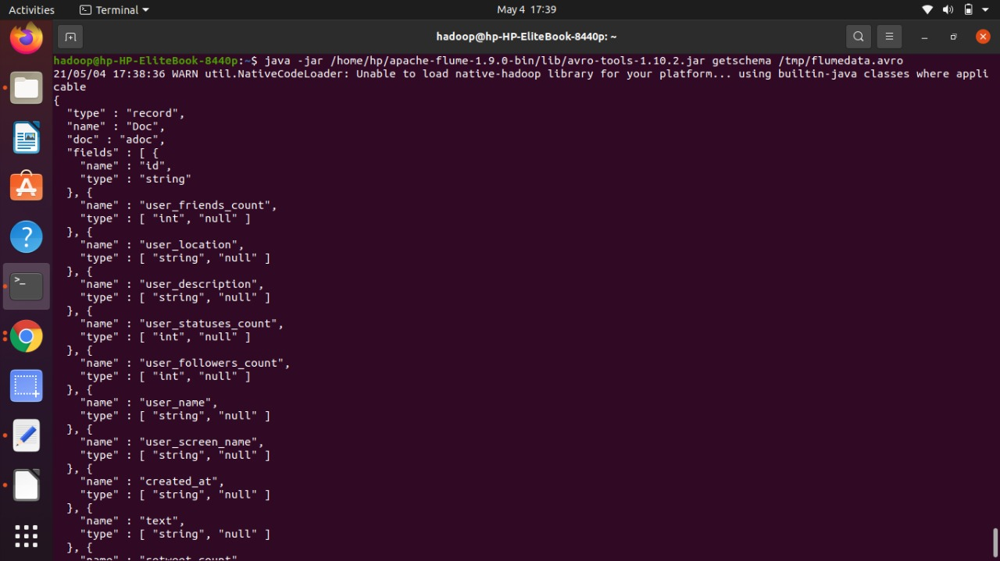 Activities
Terminal
May 4 17:39
hadoop@hp-HP-EliteBook-8440p: ~
hadoop@hp-HP-EliteBook-8440p:~$ java -jar /home/hp/apache-flume-1.9.0-bin/lib/avro-tools-1.10.2.jar getschema /tmp/flumedata.avro
21/05/04 17:38:36 WARN util.NativeCodeLoader: Unable to load native-hadoop library for your platform... using builtin-java classes where appli
cable
{
  "type" : "record",
  "name" : "Doc",
  "doc" : "adoc",
  "fields" : [ {
    "name" : "id",
    "type" : "string"
  }, {
    "name" : "user_friends_count",
    "type" : [ "int", "null" ]
  }, {
    "name" : "user_location",
    "type" : [ "string", "null" ]
  }, {
    "name" : "user_description",
    "type" : [ "string", "null" ]
  }, {
    "name" : "user_statuses_count",
    "type" : [ "int", "null" ]
  }, {
    "name" : "user_followers_count",
    "type" : [ "int", "null" ]
  }, {
    "name" : "user_name",
    "type" : [ "string", "null" ]
  }, {
    "name" : "user_screen_name",
    "type" : [ "string", "null" ]
  }, {
    "name" : "created_at",
    "type" : [ "string", "null" ]
  }, {
    "name" : "text",
    "type" : [ "string", "null" ]
  }, {
    "name" : "retweet_count",